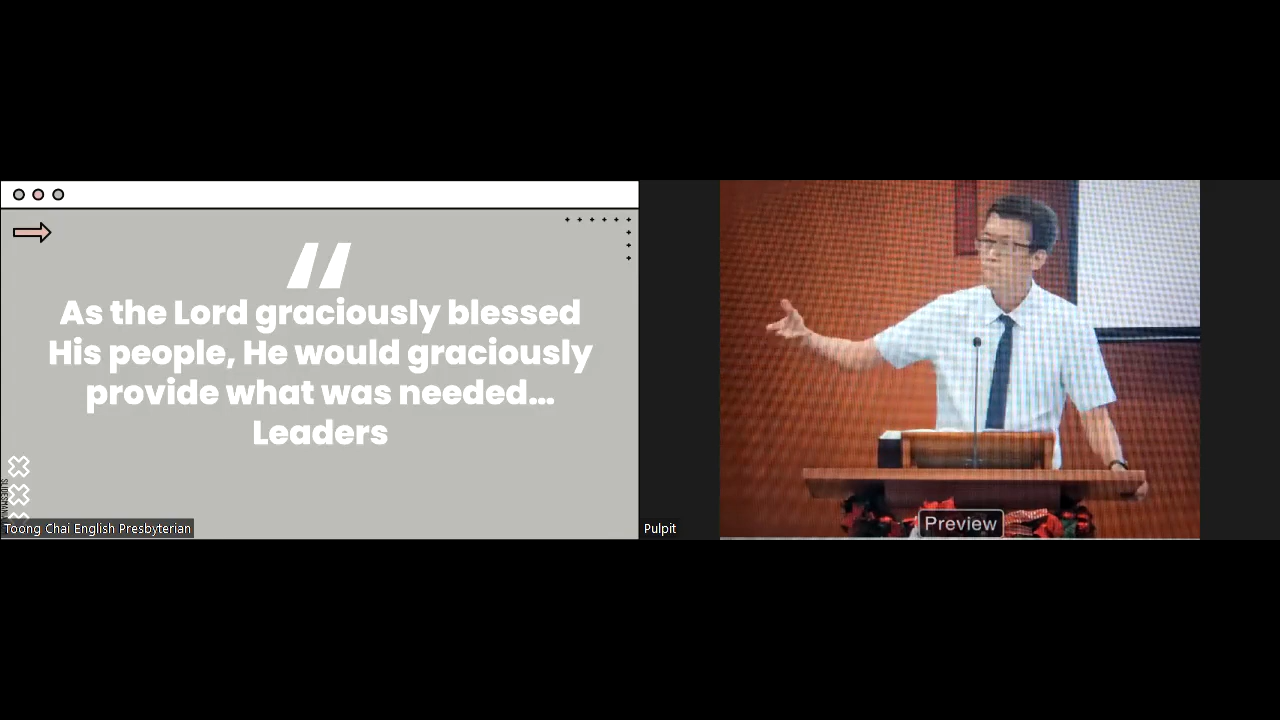 "
As the Lord graciously blessed
His people, He would graciously
provide what was needed...
Leaders
Toong Chai English Presbyterian
Pulpit
Preview